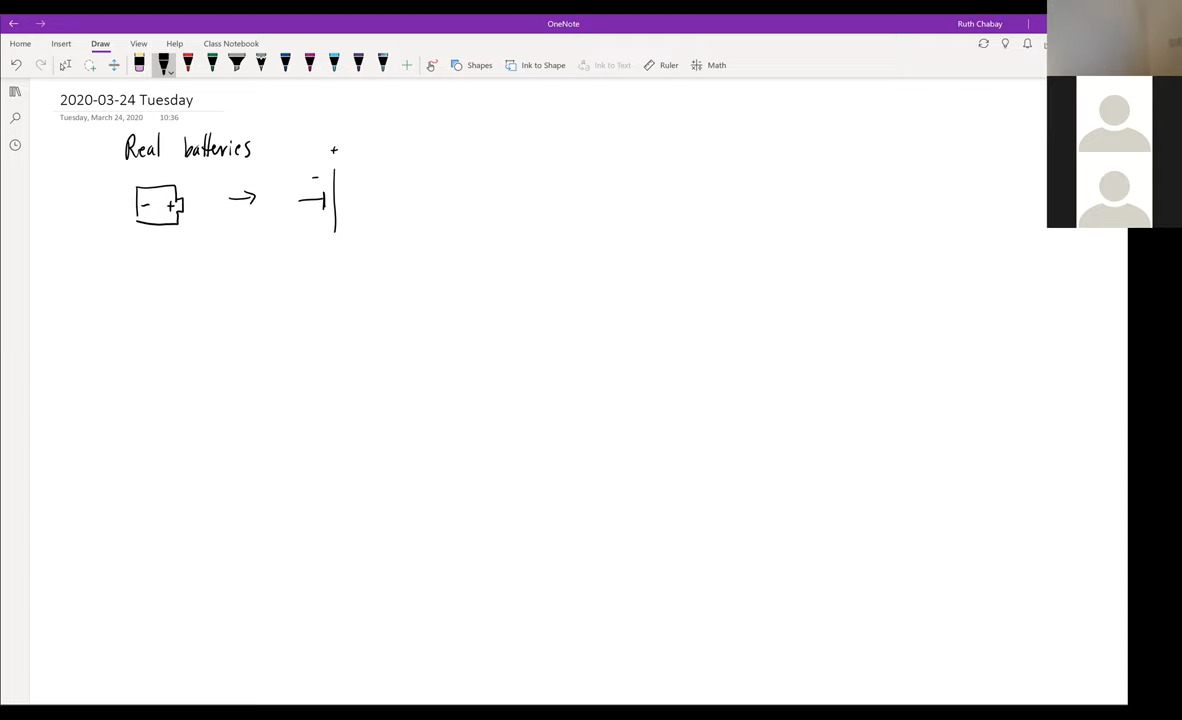 OneNote
Ruth Chabay
Home Insert Draw View Help Class Notebook
Shapes Ink to Shape Ink to Text Ruler Math
2020-03-24 Tuesday
Tuesday, March 24, 2020 10:36
Real batteries +
-
- + →